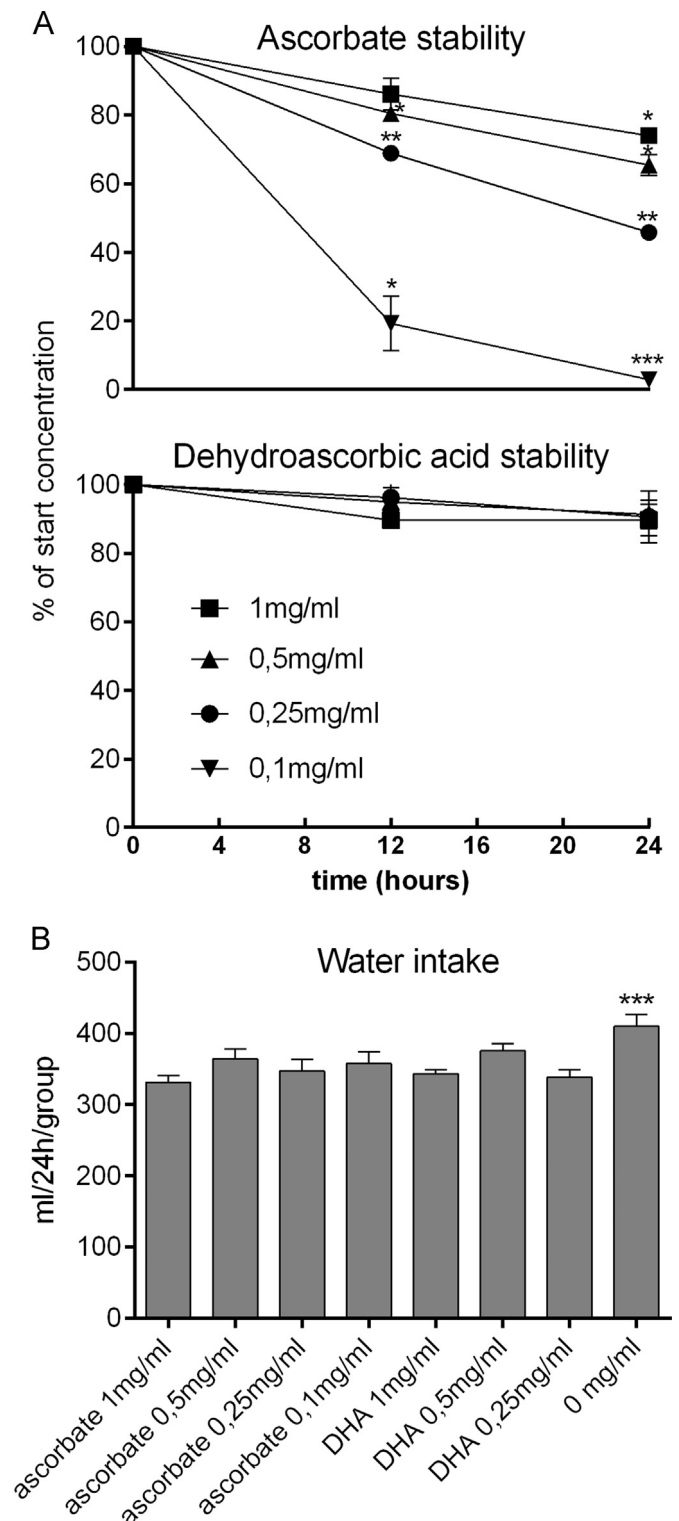 A
Ascorbate stability
100
80
60
40
20
0
*
**
*
*
*
**
***
% of start concentration
Dehydroascorbic acid stability
100
80
60
40
20
0
1mg/ml
0,5mg/ml
0,25mg/ml
0,1mg/ml
0 4 8 12 16 20 24
time (hours)
B
Water intake
500
400
300
200
100
0
***
ml/24h/group
ascorbate 1mg/ml
ascorbate 0,5mg/ml
ascorbate 0,25mg/ml
ascorbate 0,1mg/ml
DHA 1mg/ml
DHA 0,5mg/ml
DHA 0,25mg/ml
0 mg/ml